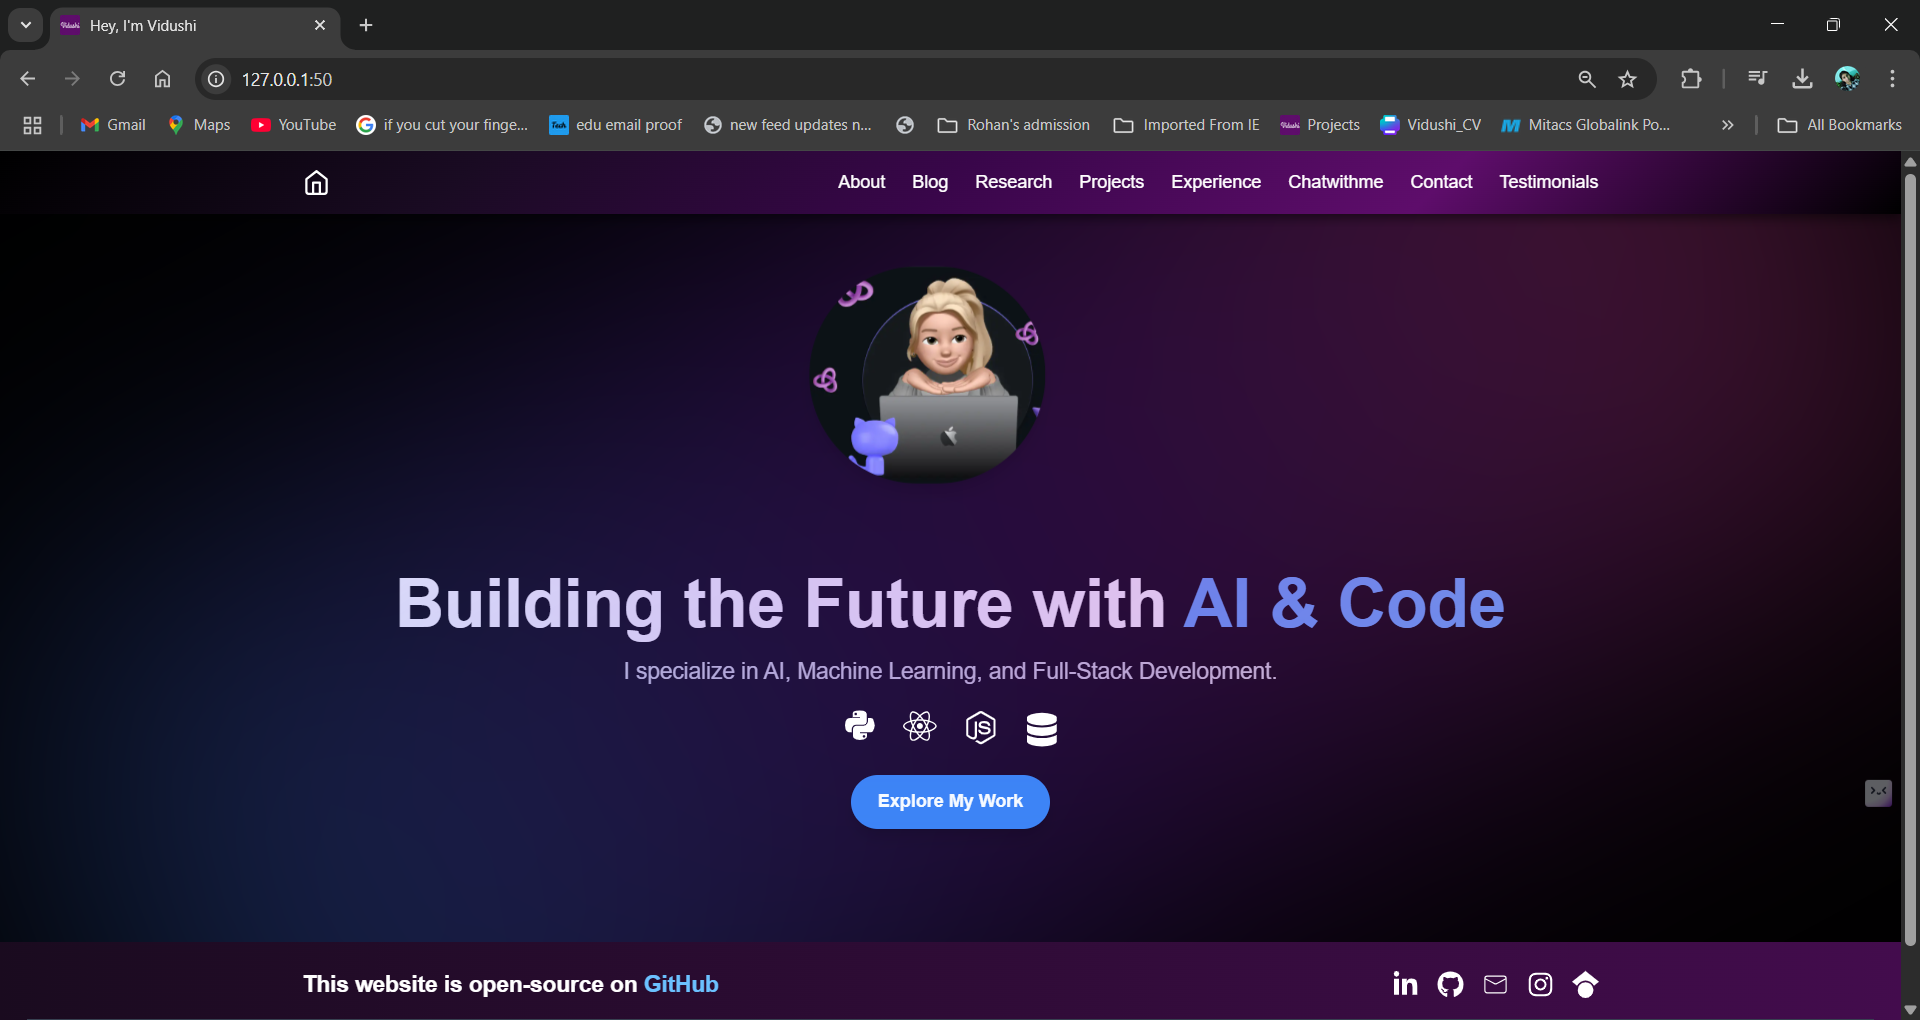 Hey, I'm Vidushi
127.0.0.1:50
Gmail
Maps
YouTube
if you cut your finge...
edu email proof
new feed updates n...
Rohan's admission
Imported From IE
Projects
Vidushi_CV
Mitacs Globalink Po...
All Bookmarks
About Blog Research Projects Experience Chatwithme Contact Testimonials
Building the Future with AI & Code
I specialize in AI, Machine Learning, and Full-Stack Development.
JS
Explore My Work
This website is open-source on GitHub
in